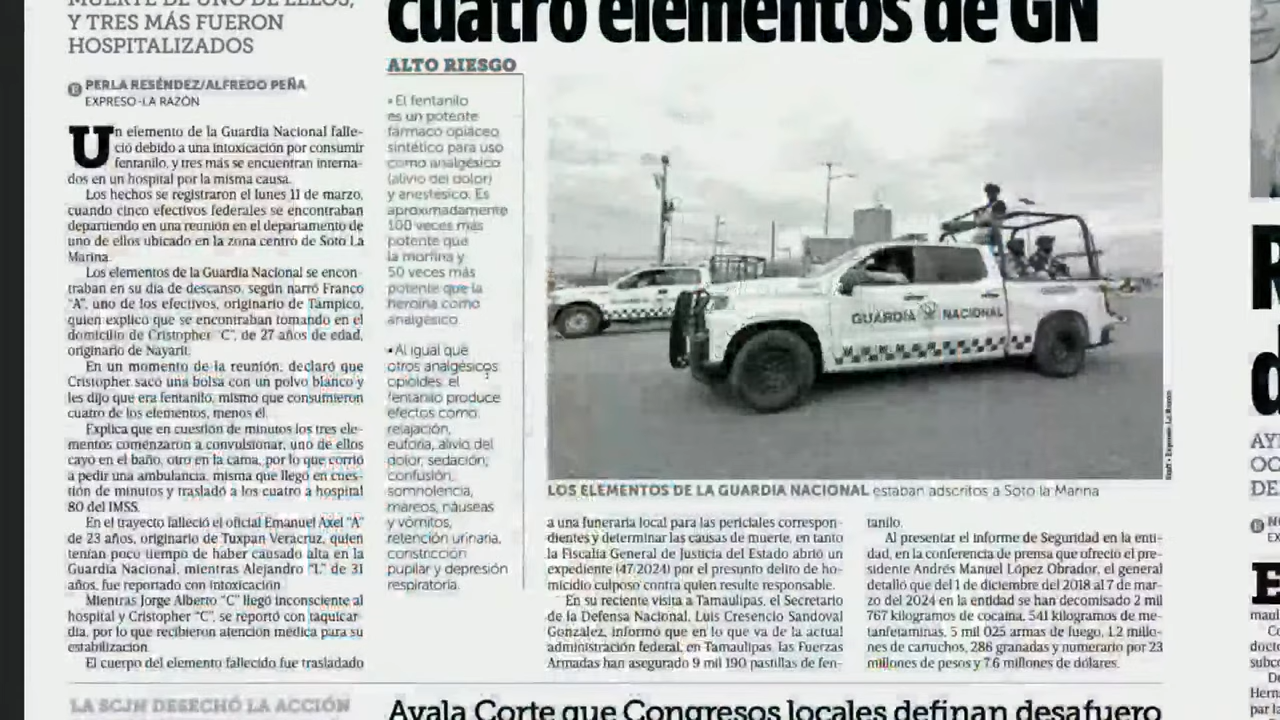 MUERTE DE UNO DE ELLOS,
Y TRES MÁS FUERON
HOSPITALIZADOS
PERLA RESÉNDEZ/ALFREDO PEÑA
EXPRESO-LA RAZÓN
Un elemento de la Guardia Nacional falle-
ció debido a una intoxicación por consumir
fentanilo, y tres más se encuentran interna-
dos en un hospital por la misma causa.
Los hechos se registraron el lunes 11 de marzo,
cuando cinco efectivos federales se encontraban
departiendo en una reunión en el departamento de
uno de ellos ubicado en la zona centro de Soto La
Marina.
Los elementos de la Guardia Nacional se encon-
traban en su día de descanso, según narró Franco
"A", uno de los efectivos, originario de Tampico,
quien explicó que se encontraban tomando en el
domicilio de Cristopher "C", de 27 años de edad,
originario de Nayarit.
En un momento de la reunión, declaró que
Cristopher sacó una bolsa con un polvo blanco y
les dijo que era fentanilo, mismo que consumieron
cuatro de los elementos, menos él.
Explica que en cuestión de minutos los tres ele-
mentos comenzaron a convulsionar, uno de ellos
cayó en el baño, otro en la cama, por lo que corrió
a pedir una ambulancia, misma que llegó en cues-
tión de minutos y trasladó a los cuatro a hospital
80 del IMSS.
En el trayecto falleció el oficial Emanuel Axel "A"
de 23 años, originario de Tuxpan Veracruz, quien
tenían poco tiempo de haber causado alta en la
Guardia Nacional, mientras Alejandro "L" de 31
años, fue reportado con intoxicación.
Mientras Jorge Alberto "C" llegó inconsciente al
hospital y Cristopher "C", se reportó con taquicar-
dia, por lo que recibieron atención médica para su
estabilización.
El cuerpo del elemento fallecido fue trasladado
cuatro elementos de GN
ALTO RIESGO
• El fentanilo
es un potente
fármaco opiáceo
sintético para uso
como analgésico
(alivio del dolor)
y anestésico. Es
aproximadamente
100 veces más
potente que
la morfina y
50 veces más
potente que la
heroína como
analgésico.
• Al igual que
otros analgésicos
opioides, el
fentanilo produce
efectos como:
relajación,
euforia, alivio del
dolor, sedación,
confusión,
somnolencia,
mareos, náuseas
y vómitos,
retención urinaria,
constricción
pupilar y depresión
respiratoria.
GUARDIA NACIONAL
Staff • Expreso-La Razón
LOS ELEMENTOS DE LA GUARDIA NACIONAL estaban adscritos a Soto la Marina
a una funeraria local para las periciales correspon-
dientes y determinar las causas de muerte, en tanto
la Fiscalía General de Justicia del Estado abrió un
expediente (47/2024) por el presunto delito de ho-
micidio culposo contra quien resulte responsable.
En su reciente visita a Tamaulipas, el Secretario
de la Defensa Nacional, Luis Cresencio Sandoval
González, informó que en lo que va de la actual
administración federal, en Tamaulipas, las Fuerzas
Armadas han asegurado 9 mil 190 pastillas de fen-
tanilo.
Al presentar el informe de Seguridad en la enti-
dad, en la conferencia de prensa que ofreció el pre-
sidente Andrés Manuel López Obrador, el general
detalló que del 1 de diciembre del 2018 al 7 de mar-
zo del 2024 en la entidad se han decomisado 2 mil
767 kilogramos de cocaína, 541 kilogramos de me-
tanfetaminas, 5 mil 025 armas de fuego, 1.2 millo-
nes de cartuchos, 286 granadas y numerario por 23
millones de pesos y 7.6 millones de dólares.
LA SCJN DESECHÓ LA ACCIÓN
Avala Corte que Congresos locales definan desafuero